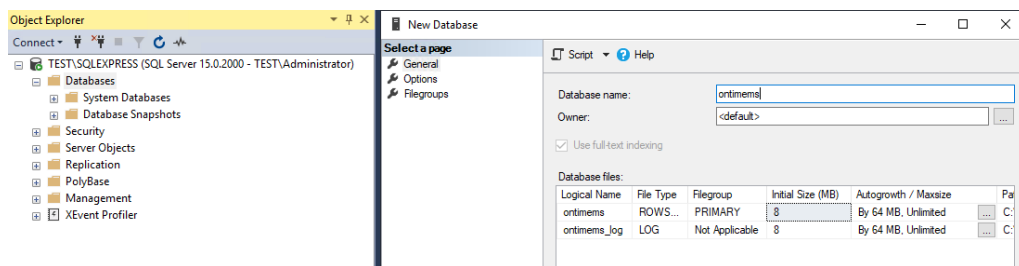 Object Explorer
Connect
TEST\SQLEXPRESS (SQL Server 15.0.2000 - TEST\Administrator)
Databases
System Databases
Database Snapshots
Security
Server Objects
Replication
PolyBase
Management
XEvent Profiler
New Database
Select a page
General
Options
Filegroups
Script ? Help
Database name: ontimems
Owner: <default> ...
Use full-text indexing
Database files:
Logical Name File Type Filegroup Initial Size (MB) Autogrowth / Maxsize Pa
ontimems ROWS... PRIMARY 8 By 64 MB, Unlimited ... C:
ontimems_log LOG Not Applicable 8 By 64 MB, Unlimited ... C: